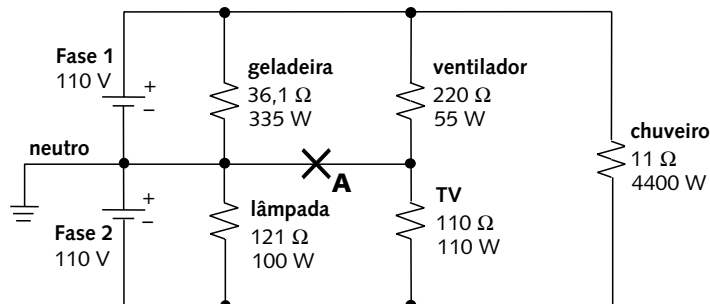 Fase 1
110 V
+
−
geladeira
36,1 Ω
335 W
ventilador
220 Ω
55 W
chuveiro
11 Ω
4400 W
neutro
A
Fase 2
110 V
+
−
lâmpada
121 Ω
100 W
TV
110 Ω
110 W